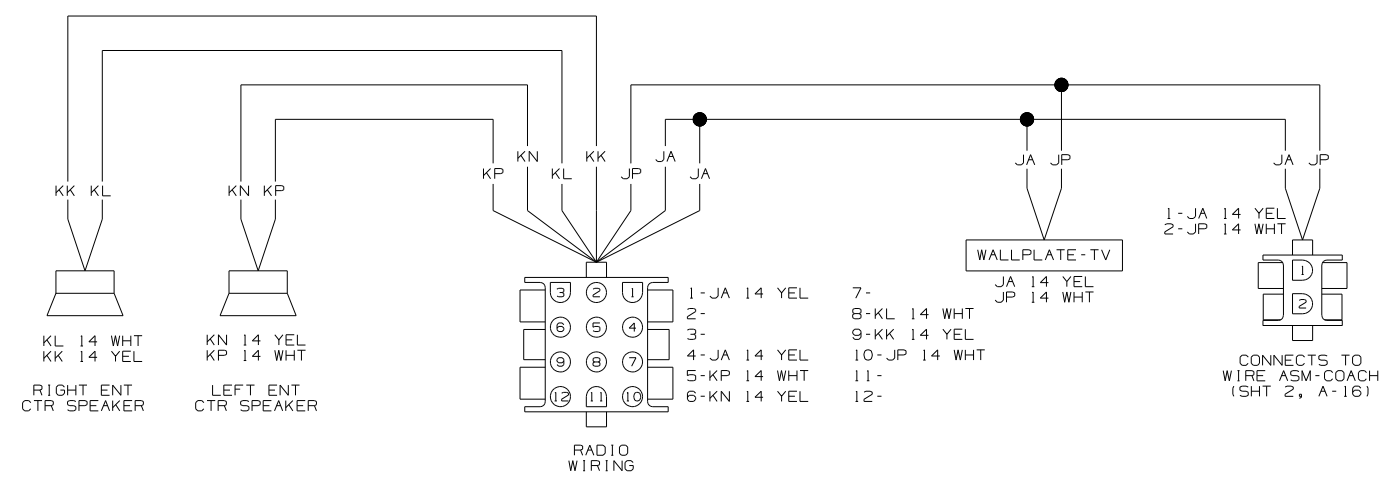 KK
KL
KN
KP
KP
KN
KL
KK
JP
JA
JA
JA
JP
JA
JP
KL 14 WHT
KK 14 YEL
RIGHT ENT
CTR SPEAKER
KN 14 YEL
KP 14 WHT
LEFT ENT
CTR SPEAKER
3 2 1
6 5 4
9 8 7
12 11 10
RADIO
WIRING
1-JA 14 YEL
2-
3-
4-JA 14 YEL
5-KP 14 WHT
6-KN 14 YEL
7-
8-KL 14 WHT
9-KK 14 YEL
10-JP 14 WHT
11-
12-
WALLPLATE-TV
JA 14 YEL
JP 14 WHT
1-JA 14 YEL
2-JP 14 WHT
1
2
CONNECTS TO
WIRE ASM-COACH
(SHT 2, A-16)